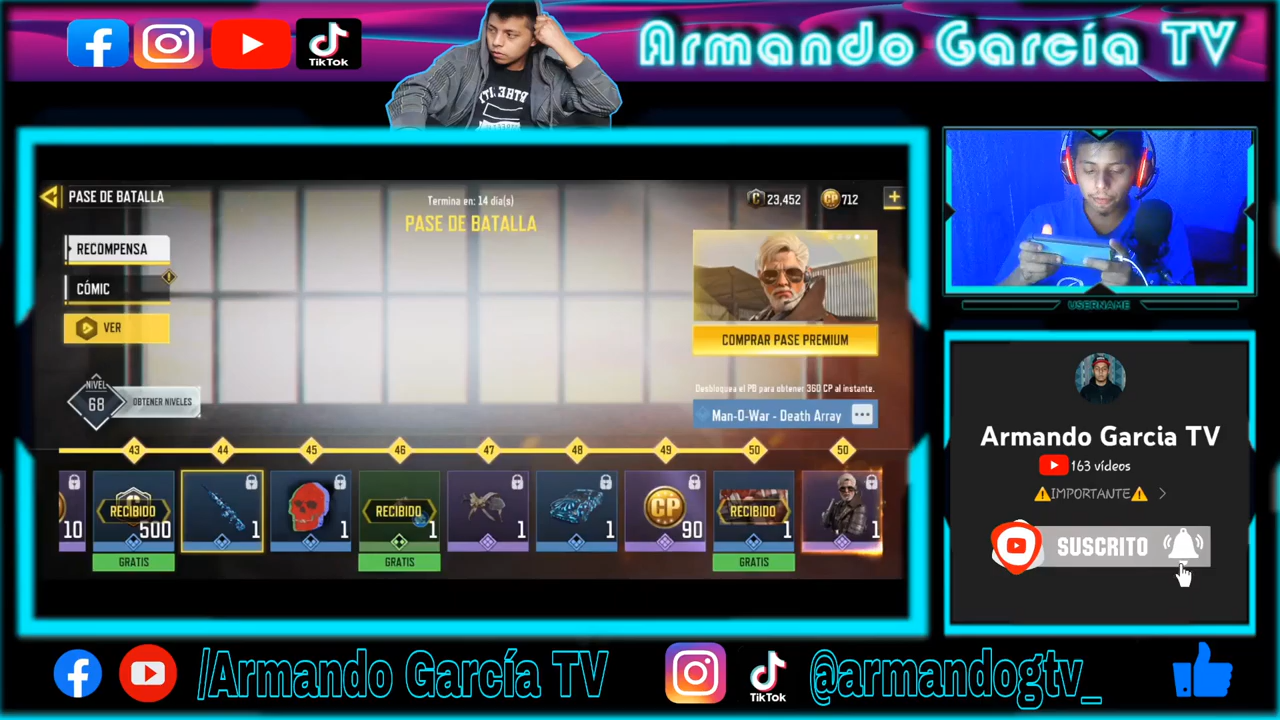 TikTok
Armando García TV
PASE DE BATALLA
Termina en: 14 dia(s)
PASE DE BATALLA
23,452
CP
712
+
RECOMPENSA
CÓMIC
VER
COMPRAR PASE PREMIUM
NIVEL
68
OBTENER NIVELES
Desbloquea el PB para obtener 360 CP al instante.
Man-O-War - Death Array
43
44
45
46
47
48
49
50
50
10
RECIBIDO
500
1
1
RECIBIDO
1
1
1
CP
90
RECIBIDO
1
1
GRATIS
GRATIS
GRATIS
USERNAME
Armando Garcia TV
163 vídeos
⚠IMPORTANTE⚠ >
SUSCRITO
/Armando García TV
TikTok
@armandogtv_